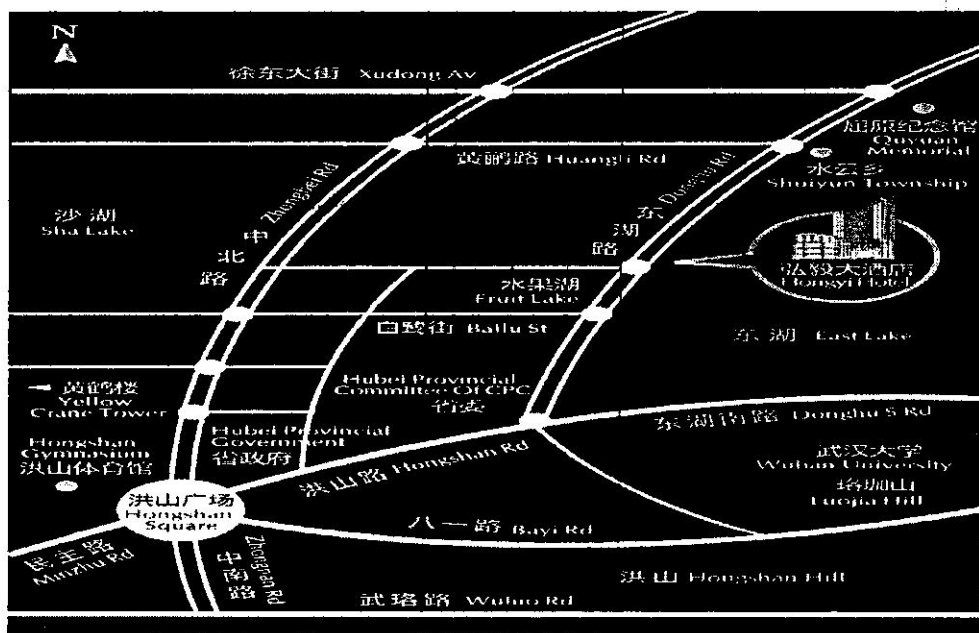 N
徐东大街 Xudong Av
屈原纪念馆
Quyuan
Memorial
黄鹂路 Huangli Rd
水云乡
Shuiyun Township
中北路 Zhongbei Rd
东湖路 Donghu Rd
沙湖
Sha Lake
弘毅大酒店
Hongyi Hotel
水果湖
Fruit Lake
白鹭街 Bailu St
东湖 East Lake
黄鹤楼
Yellow
Crane Tower
Hubei Provincial
Committee Of CPC
省委
Hubei Provincial
Government
省政府
东湖南路 Donghu S Rd
Hongshan
Gymnasium
洪山体育馆
洪山路 Hongshan Rd
武汉大学
Wuhan University
珞珈山
Luojia Hill
洪山广场
Hongshan
Square
八一路 Bayi Rd
民主路
Minzhu Rd
中南路
Zhongnan Rd
洪山 Hongshan Hill
武珞路 Wuluo Rd